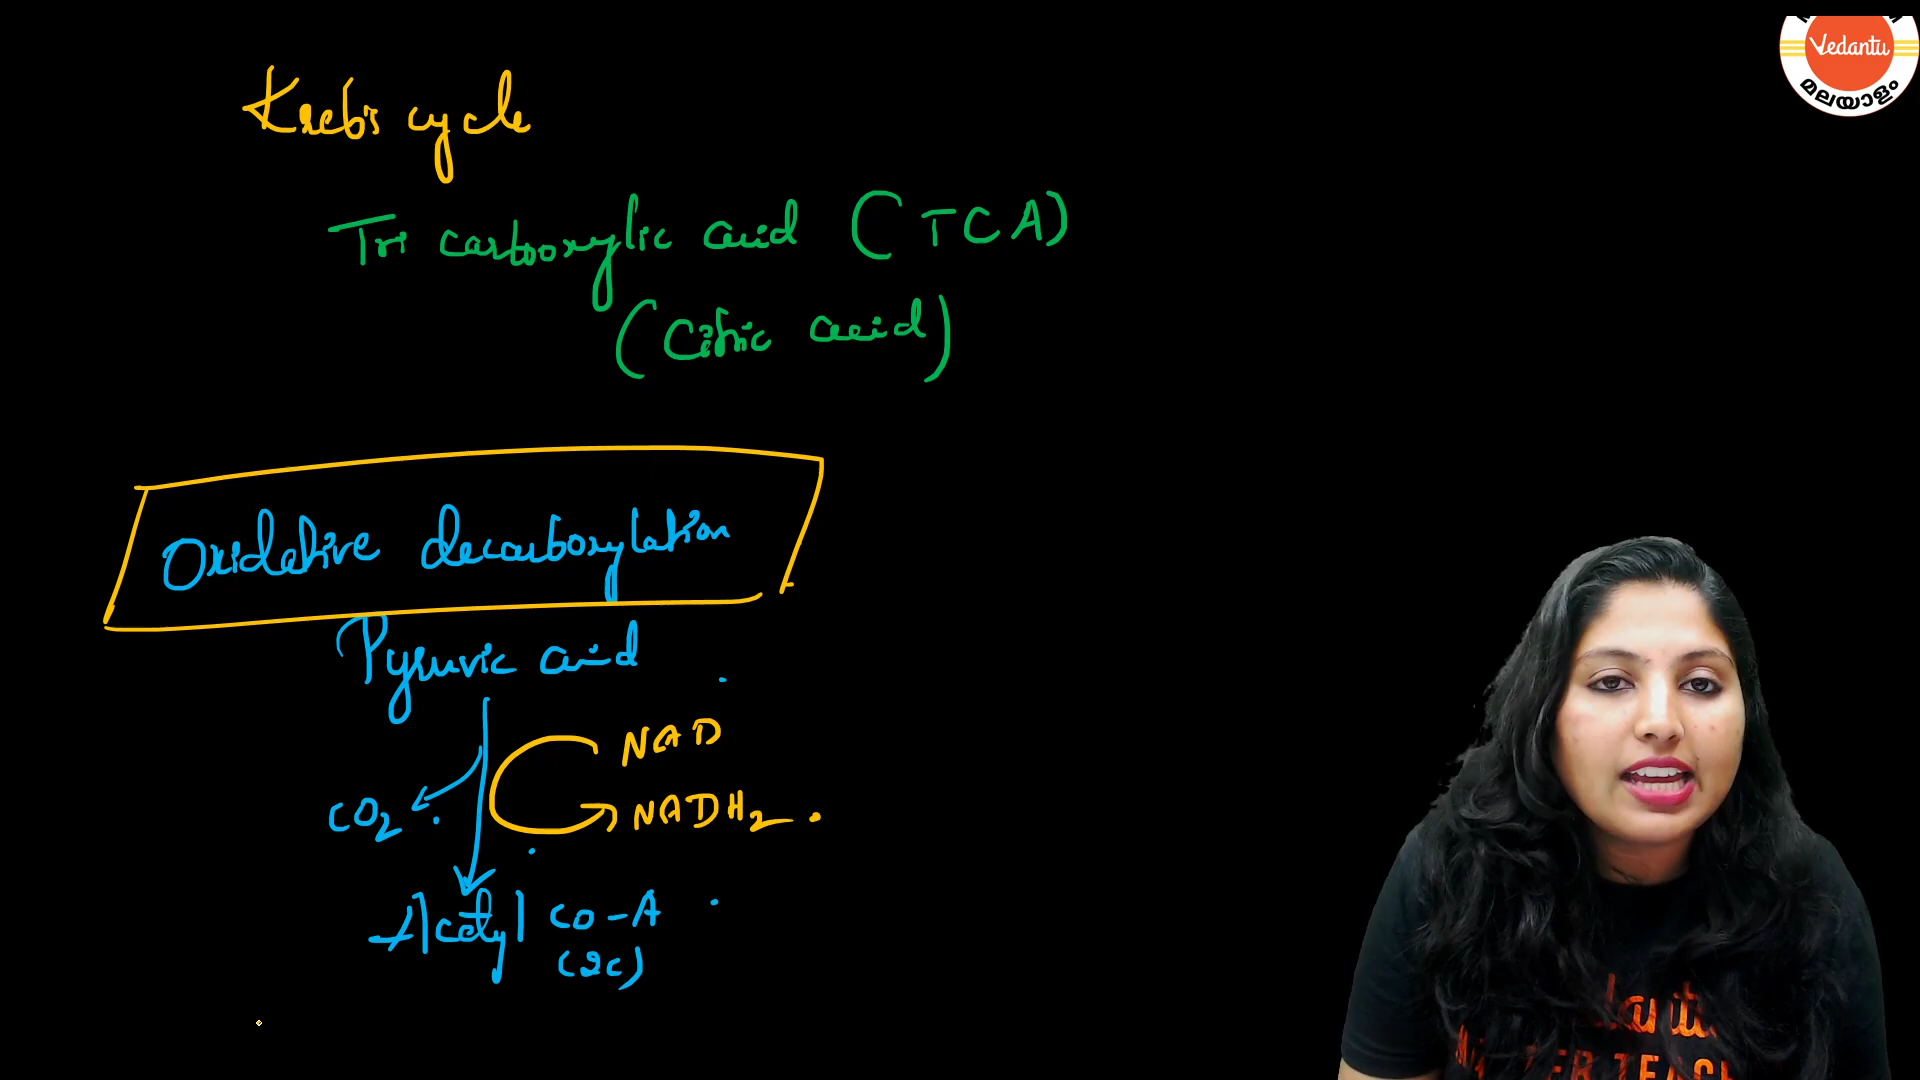 Kreb's cycle
Tri carboxylic acid (TCA)
(Citric acid)
Oxidative decarboxylation
Pyruvic acid
NAD
CO2
NADH2
Acetyl CO-A
(2c)
Vedantu
മലയാളം